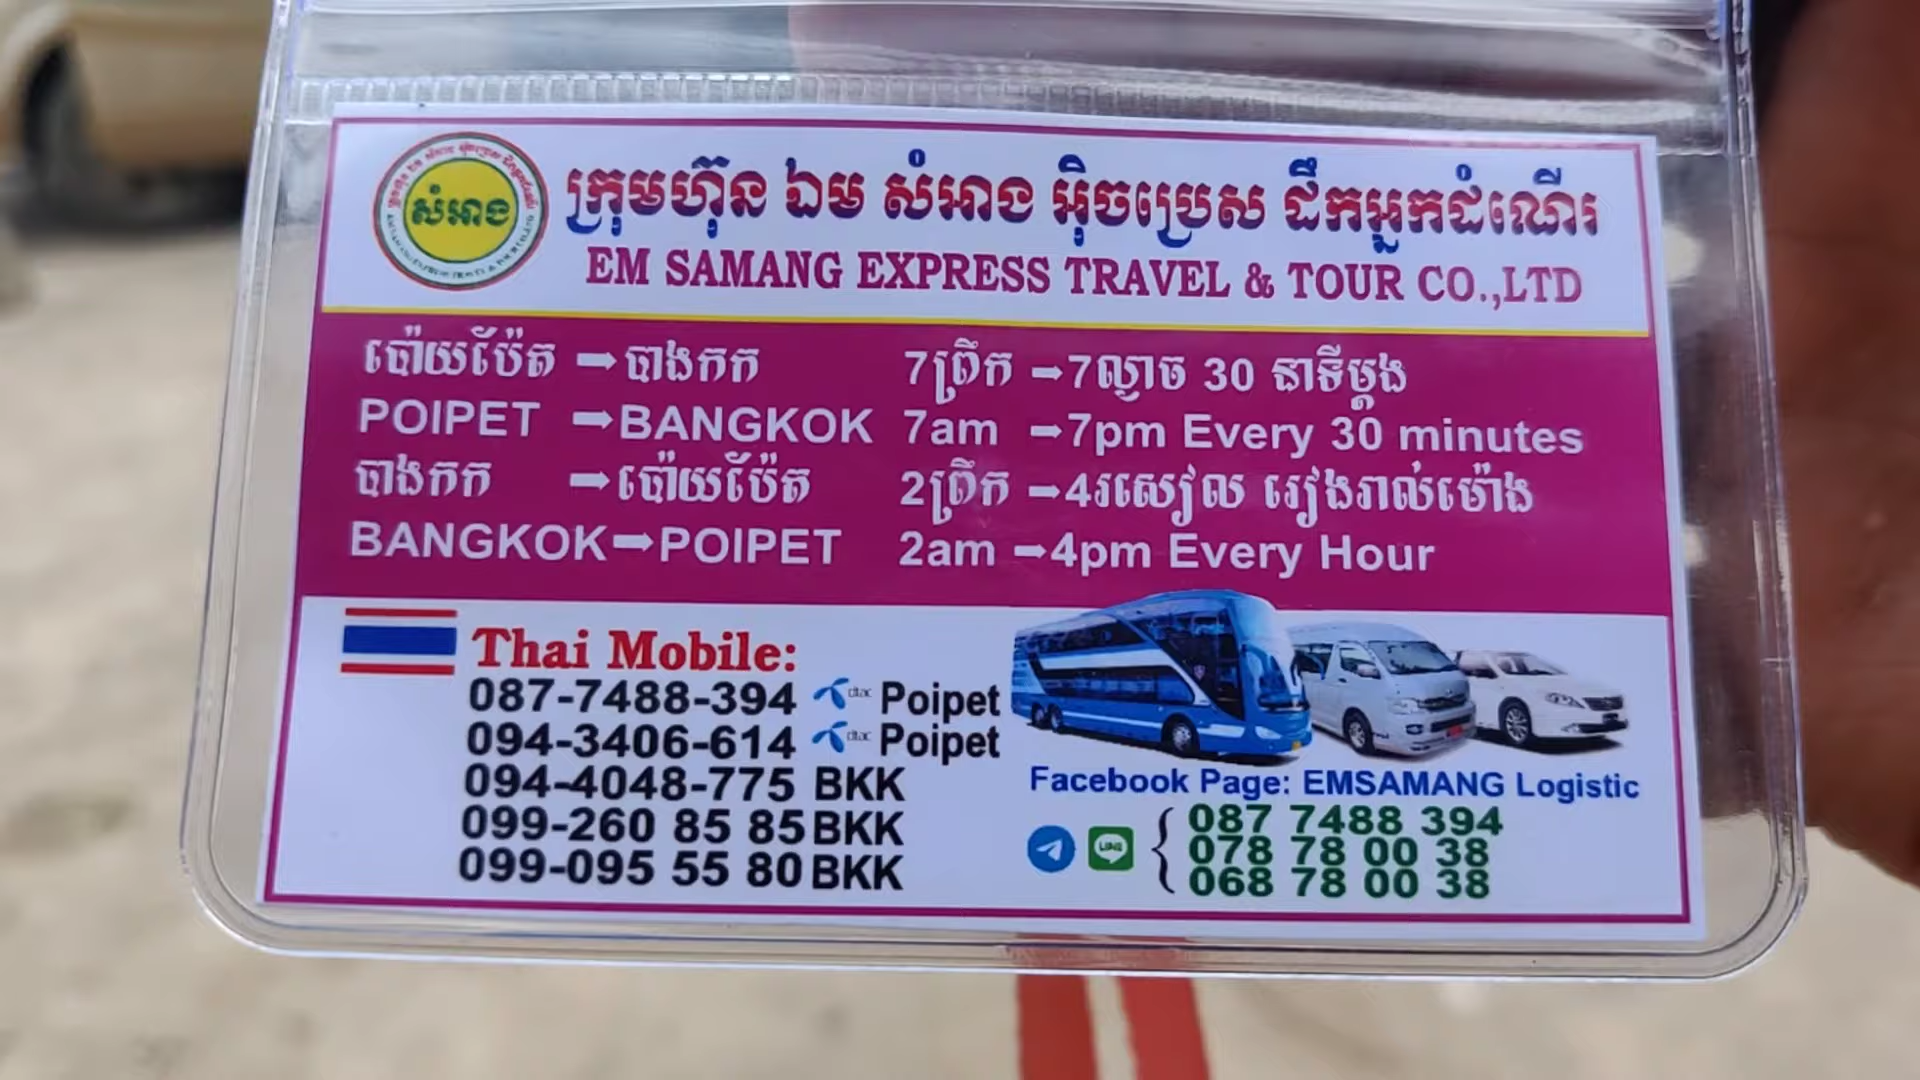 សំអាង
ក្រុមហ៊ុន ឯម សំអាង អ៊ិចប្រេស ដឹកអ្នកដំណើរ
EM SAMANG EXPRESS TRAVEL & TOUR CO.,LTD
ប៉ោយប៉ែត ➡ បាងកក 7ព្រឹក ➡7ល្ងាច 30 នាទីម្ដង
POIPET ➡BANGKOK 7am ➡7pm Every 30 minutes
បាងកក ➡ប៉ោយប៉ែត 2ព្រឹក ➡4រសៀល រៀងរាល់ម៉ោង
BANGKOK➡POIPET 2am ➡4pm Every Hour
Thai Mobile:
087-7488-394 dtac Poipet
094-3406-614 dtac Poipet
094-4048-775 BKK
099-260 85 85 BKK
099-095 55 80 BKK
Facebook Page: EMSAMANG Logistic
LINE
087 7488 394
078 78 00 38
068 78 00 38